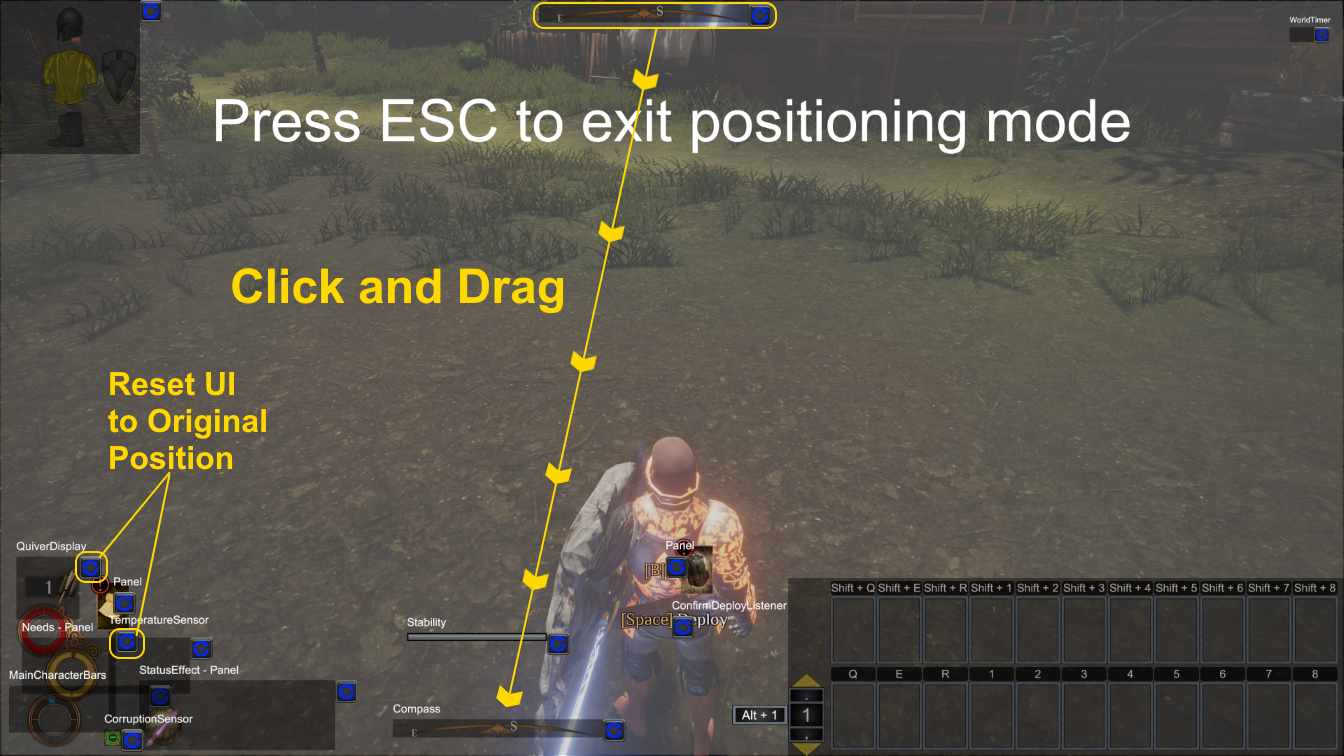 E S
WorldTimer
Press ESC to exit positioning mode
Click and Drag
Reset UI
to Original
Position
QuiverDisplay
1
Panel
Needs - Panel
TemperatureSensor
MainCharacterBars
StatusEffect - Panel
CorruptionSensor
Stability
Compass
E S
Panel
[B]
ConfirmDeployListener
[Space] Deploy
Shift + Q Shift + E Shift + R Shift + 1 Shift + 2 Shift + 3 Shift + 4 Shift + 5 Shift + 6 Shift + 7 Shift + 8
Q E R 1 2 3 4 5 6 7 8
Alt + 1
.
1
,